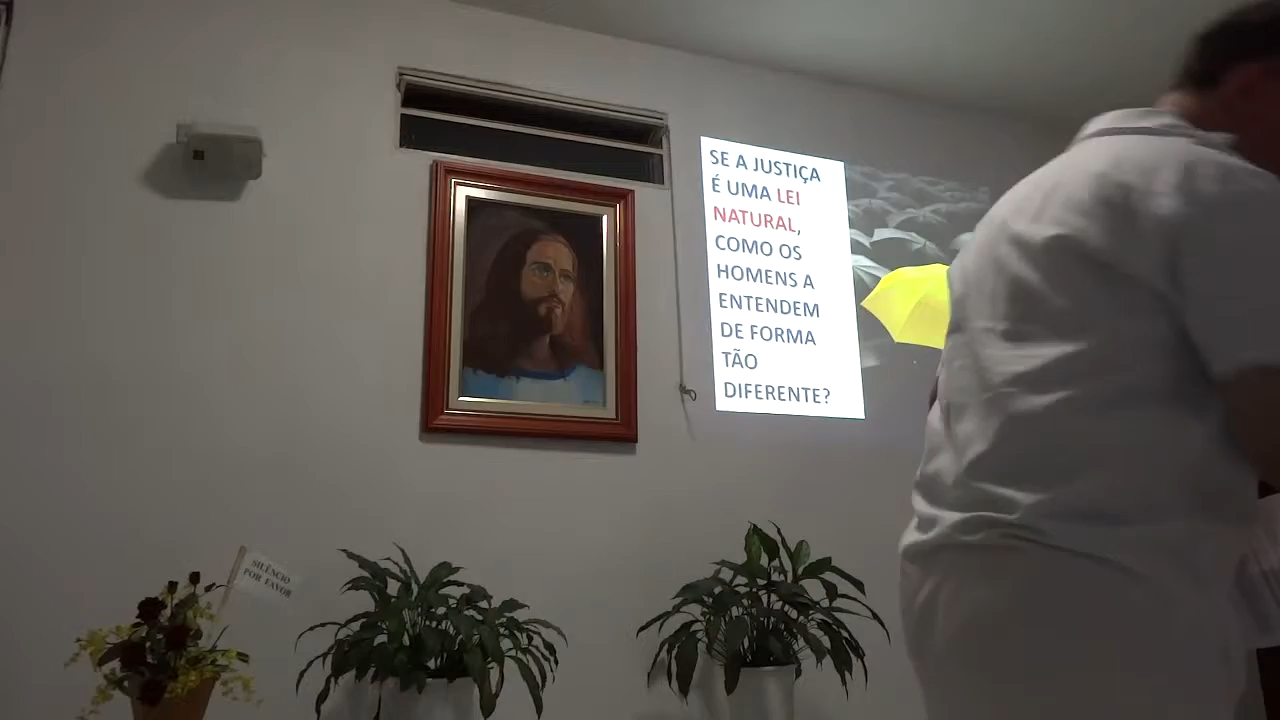 SE A JUSTIÇA
É UMA LEI
NATURAL,
COMO OS
HOMENS A
ENTENDEM
DE FORMA
TÃO
DIFERENTE?
SILÊNCIO
POR FAVOR